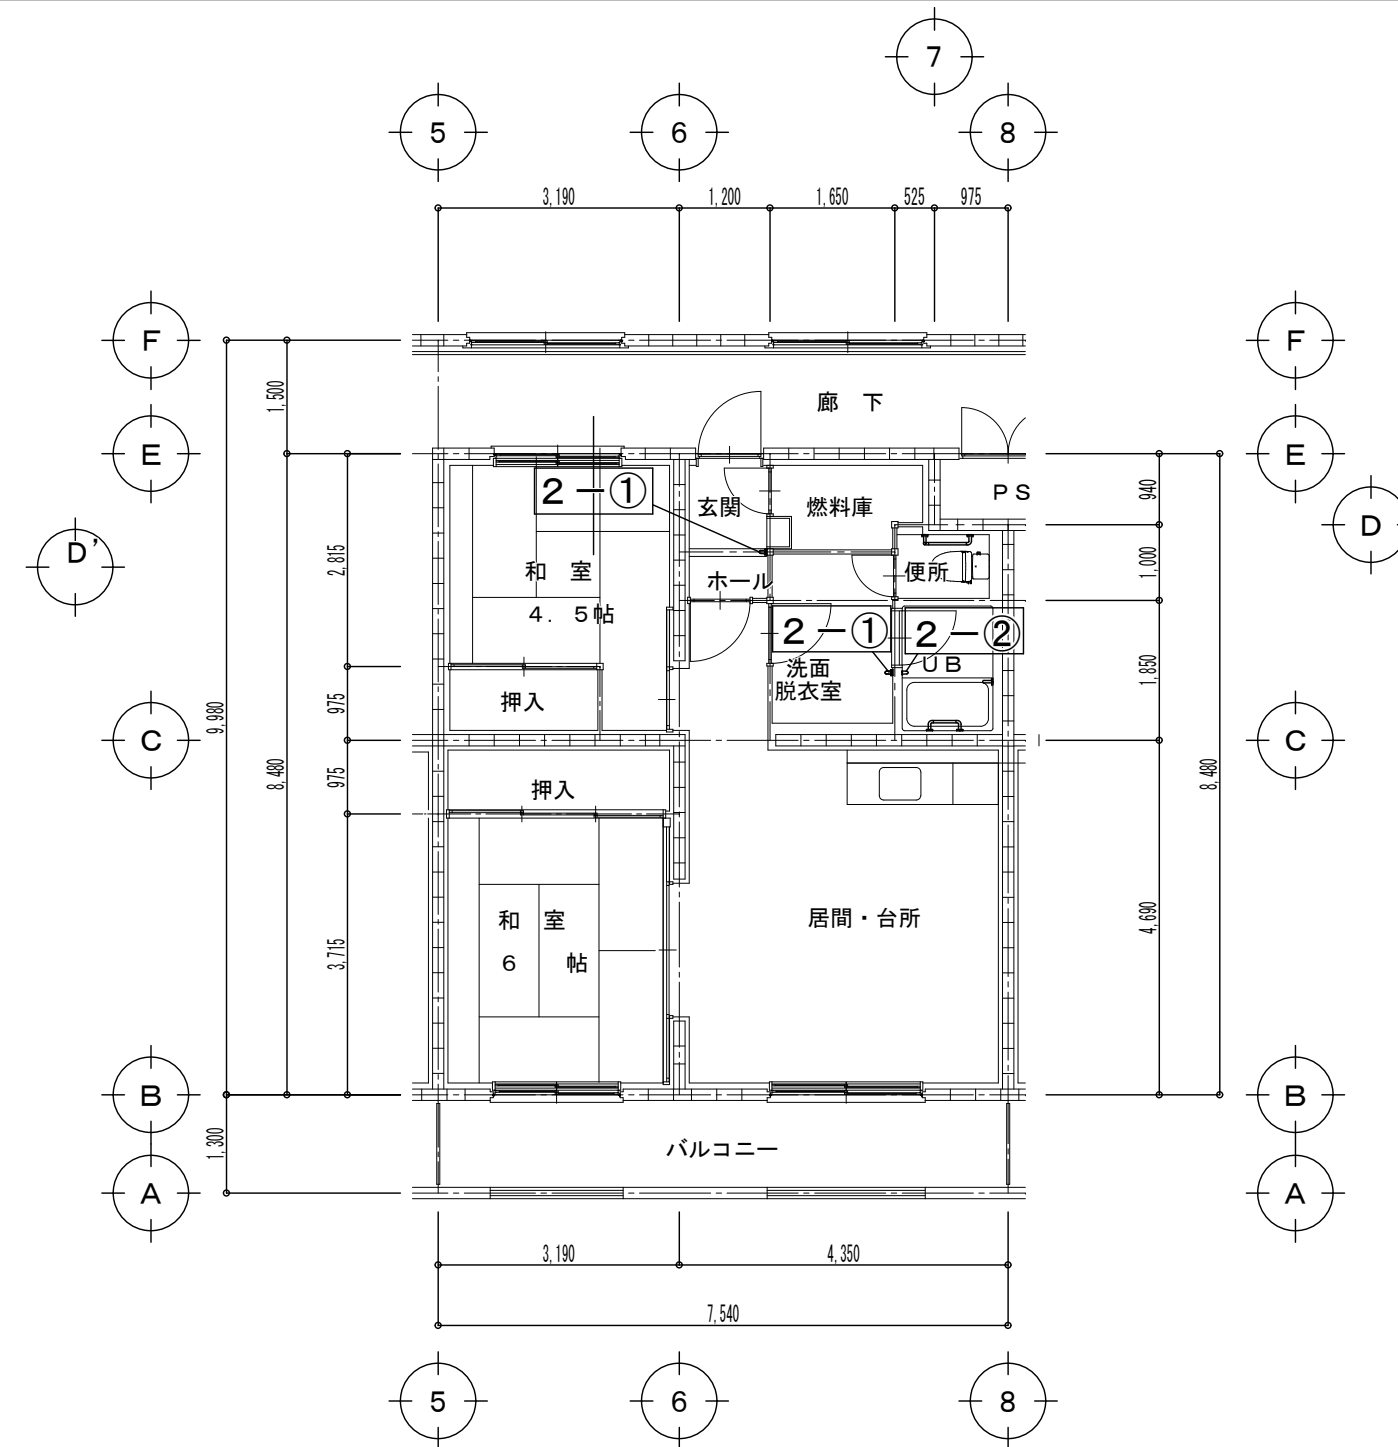 7
5
6
8
3,190
1,200
1,650
525
975
F
F
1,500
廊　下
E
E
940
2－①
玄関
燃料庫
ＰＳ
D
D’
2,815
和　室
ホール
便所
1,000
４．５帖
2－①
2－②
洗面
ＵＢ
脱衣室
1,850
押入
975
9,980
C
C
8,480
975
押入
8,480
居間・台所
和　室
６　帖
3,715
4,690
B
B
1,300
バルコニー
A
A
3,190
4,350
7,540
5
6
8